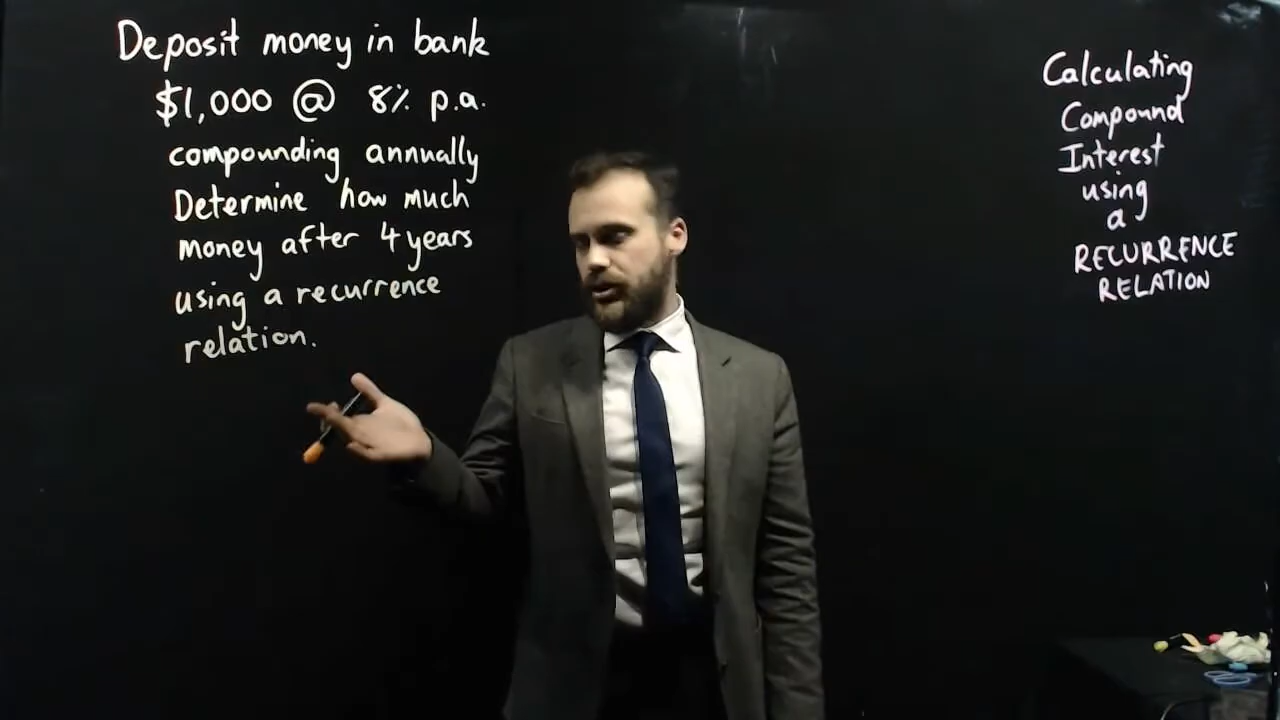 Deposit money in bank
$1,000 @ 8% p.a.
compounding annually
Determine how much
money after 4 years
using a recurrence
relation.
Calculating
Compound
Interest
using
a
RECURRENCE
RELATION